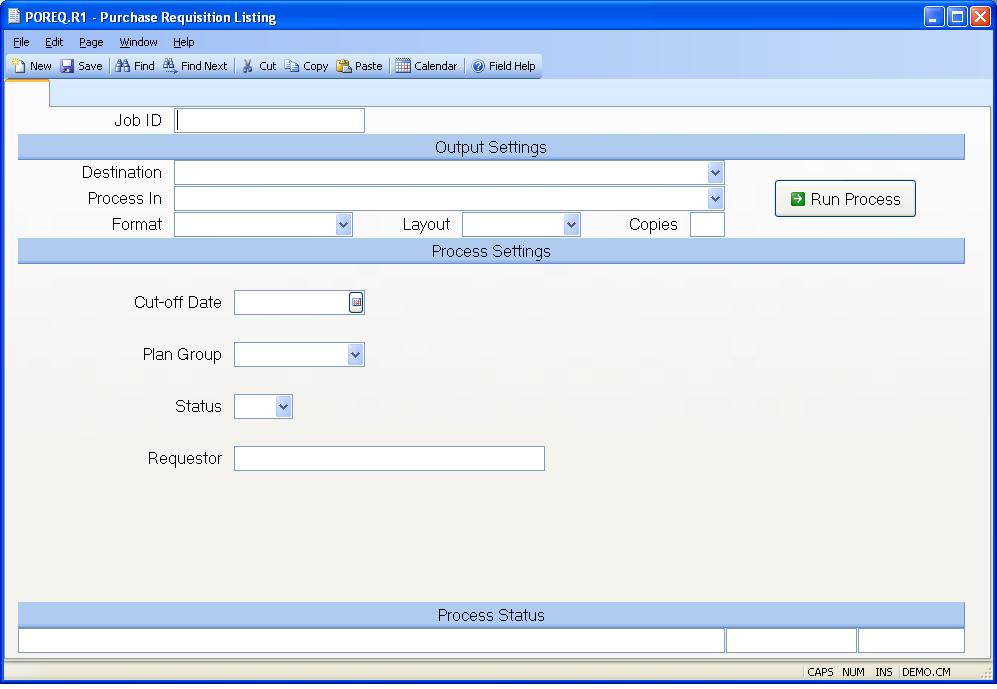 POREQ.R1 - Purchase Requisition Listing
File Edit Page Window Help
New Save Find Find Next Cut Copy Paste Calendar Field Help
Job ID
Output Settings
Destination
Process In
Run Process
Format Layout Copies
Process Settings
Cut-off Date
Plan Group
Status
Requestor
Process Status
CAPS NUM INS DEMO.CM